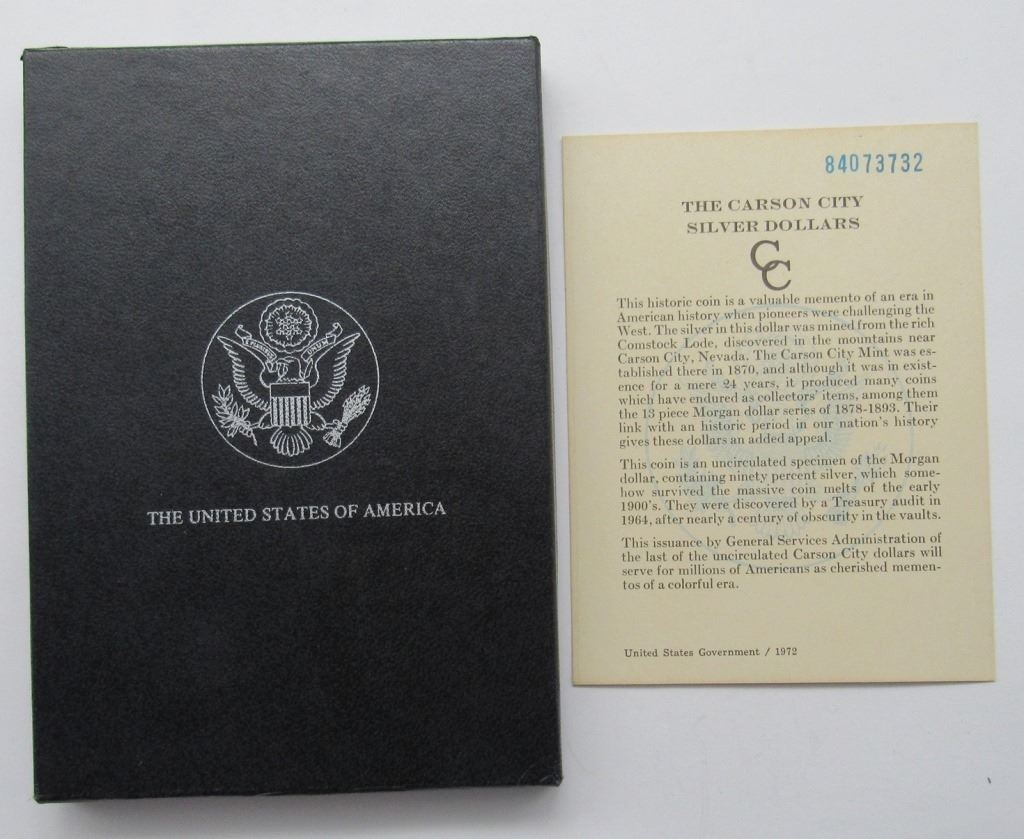 E PLURIBUS UNUM
THE UNITED STATES OF AMERICA
84073732
THE CARSON CITY
SILVER DOLLARS
CC
This historic coin is a valuable memento of an era in
American history when pioneers were challenging the
West. The silver in this dollar was mined from the rich
Comstock Lode, discovered in the mountains near
Carson City, Nevada. The Carson City Mint was es-
tablished there in 1870, and although it was in exist-
ence for a mere 24 years, it produced many coins
which have endured as collectors' items, among them
the 13 piece Morgan dollar series of 1878-1893. Their
link with an historic period in our nation's history
gives these dollars an added appeal.
This coin is an uncirculated specimen of the Morgan
dollar, containing ninety percent silver, which some-
how survived the massive coin melts of the early
1900's. They were discovered by a Treasury audit in
1964, after nearly a century of obscurity in the vaults.
This issuance by General Services Administration of
the last of the uncirculated Carson City dollars will
serve for millions of Americans as cherished memen-
tos of a colorful era.
United States Government / 1972